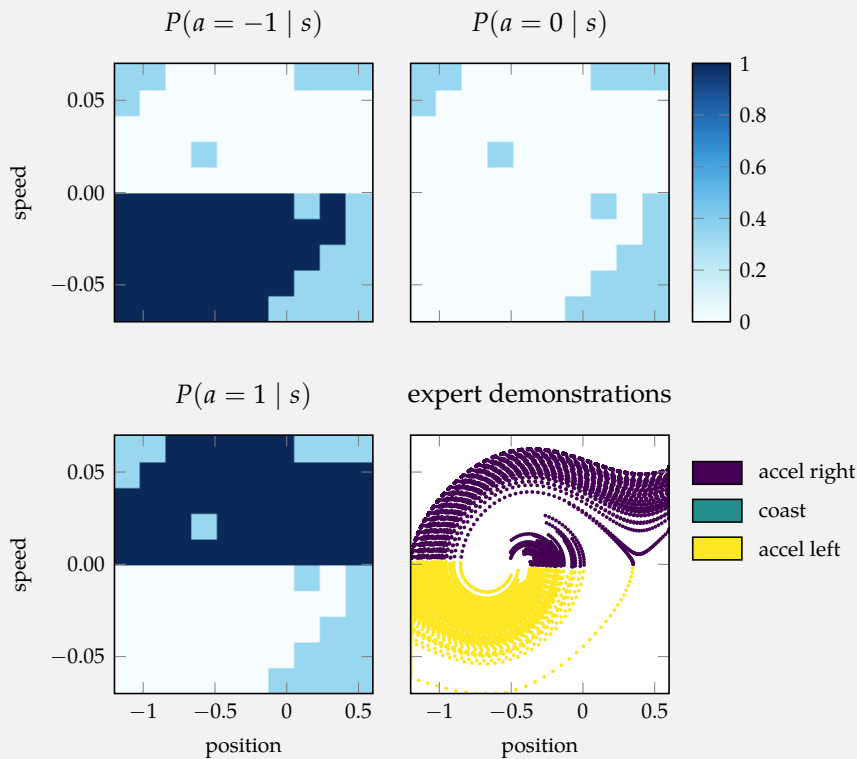 P(a = −1 | s)
P(a = 0 | s)
speed
0.05
0.00
−0.05
1
0.8
0.6
0.4
0.2
0
P(a = 1 | s)
expert demonstrations
speed
0.05
0.00
−0.05
−1
−0.5
0
0.5
position
−1
−0.5
0
0.5
position
accel right
coast
accel left